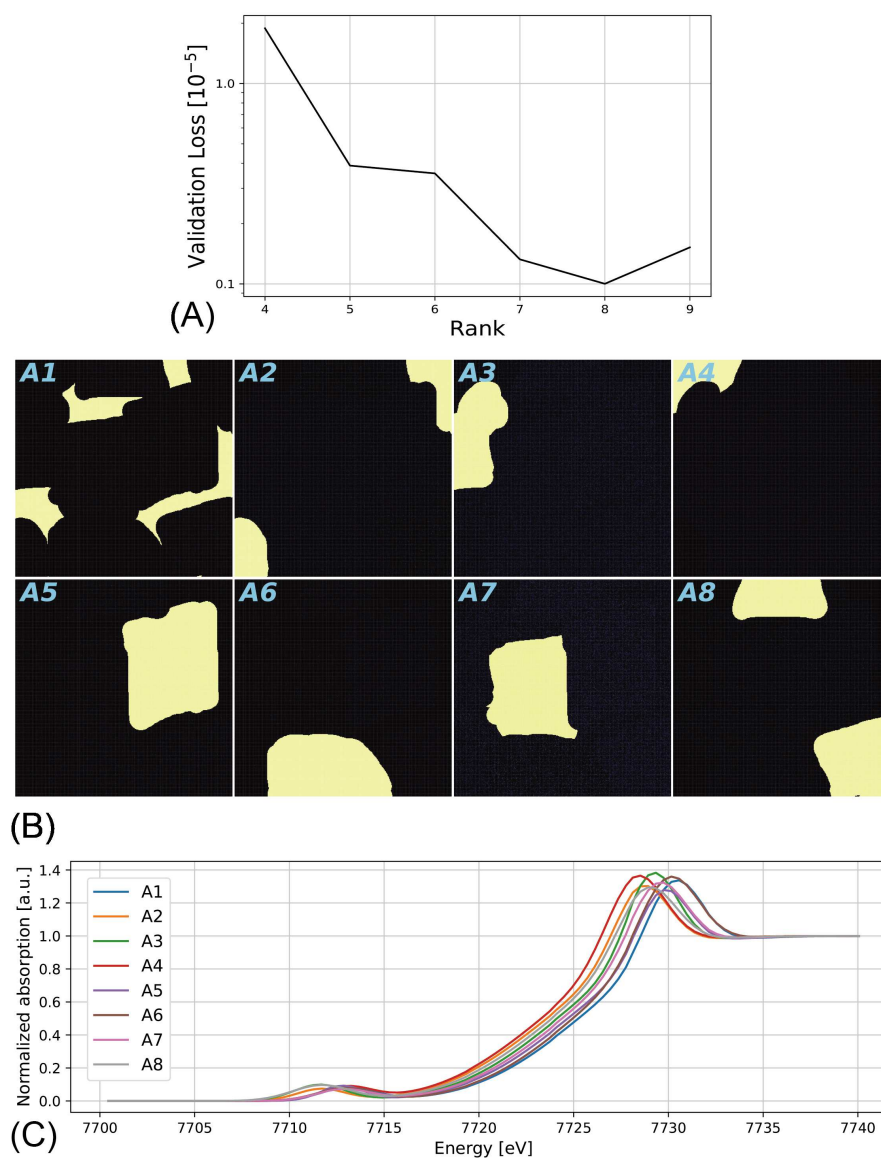 Validation Loss [10⁻⁵]
1.0
0.1
4 5 6 7 8 9
Rank
(A)
A1 A2 A3 A4
A5 A6 A7 A8
(B)
Normalized absorption [a.u.]
1.4
1.2
1.0
0.8
0.6
0.4
0.2
0.0
A1
A2
A3
A4
A5
A6
A7
A8
7700 7705 7710 7715 7720 7725 7730 7735 7740
Energy [eV]
(C)